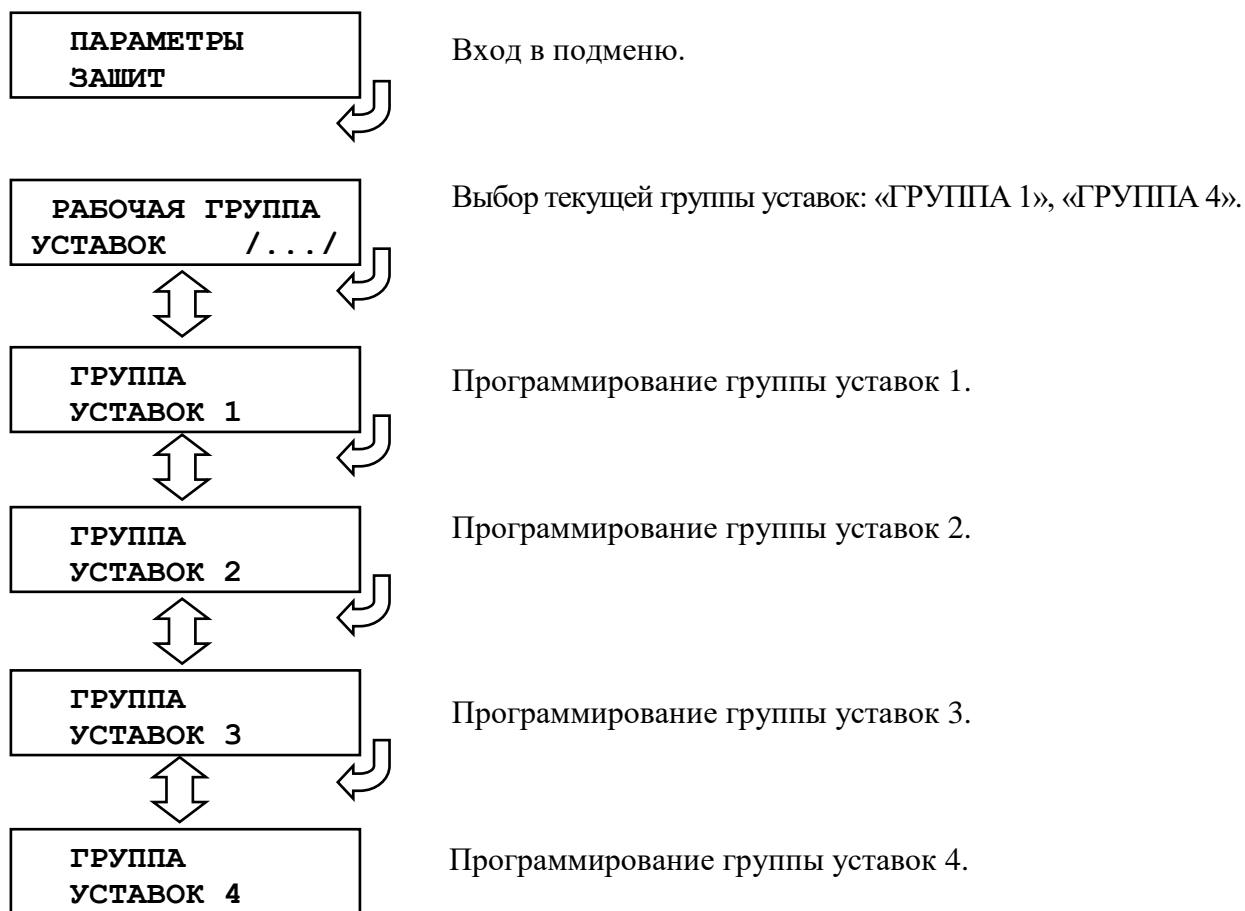 ПАРАМЕТРЫ
ЗАШИТ
Вход в подменю.
РАБОЧАЯ ГРУППА
УСТАВОК /.../
Выбор текущей группы уставок: «ГРУППА 1», «ГРУППА 4».
ГРУППА
УСТАВОК 1
Программирование группы уставок 1.
ГРУППА
УСТАВОК 2
Программирование группы уставок 2.
ГРУППА
УСТАВОК 3
Программирование группы уставок 3.
ГРУППА
УСТАВОК 4
Программирование группы уставок 4.